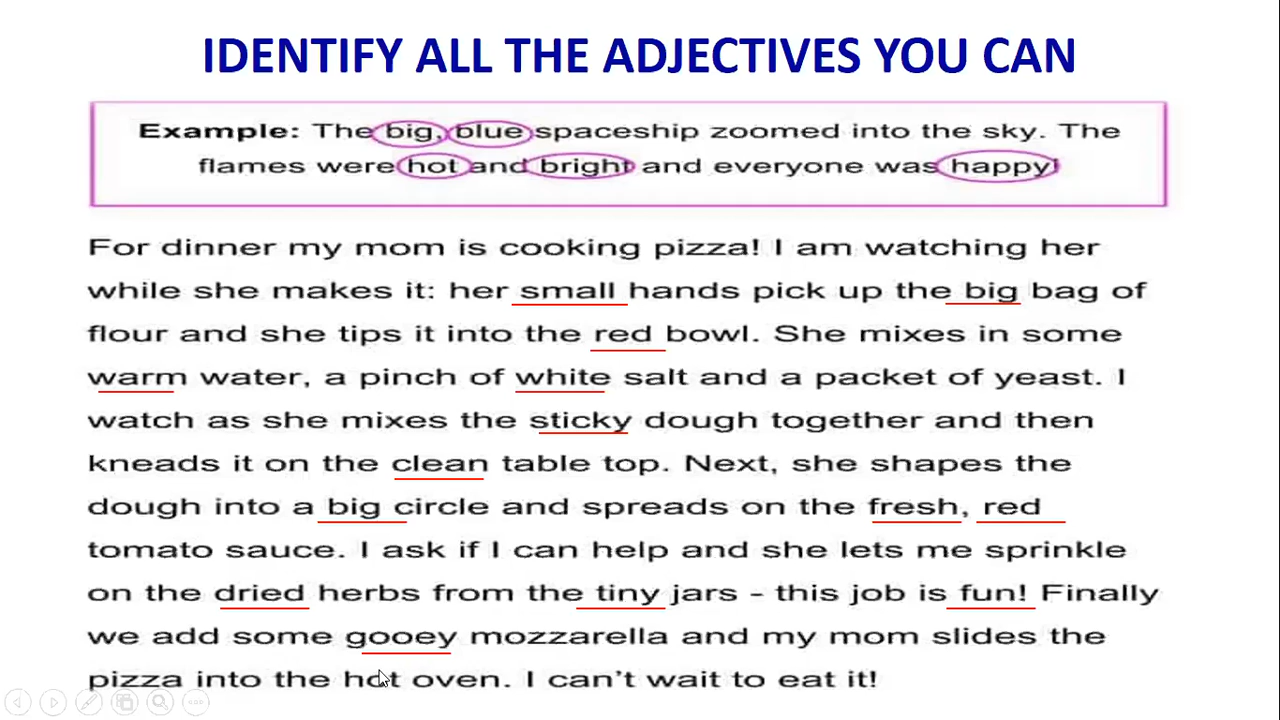 IDENTIFY ALL THE ADJECTIVES YOU CAN
Example: The big, blue spaceship zoomed into the sky. The
flames were hot and bright and everyone was happy!
For dinner my mom is cooking pizza! I am watching her
while she makes it: her small hands pick up the big bag of
flour and she tips it into the red bowl. She mixes in some
warm water, a pinch of white salt and a packet of yeast. I
watch as she mixes the sticky dough together and then
kneads it on the clean table top. Next, she shapes the
dough into a big circle and spreads on the fresh, red
tomato sauce. I ask if I can help and she lets me sprinkle
on the dried herbs from the tiny jars - this job is fun! Finally
we add some gooey mozzarella and my mom slides the
pizza into the hot oven. I can't wait to eat it!